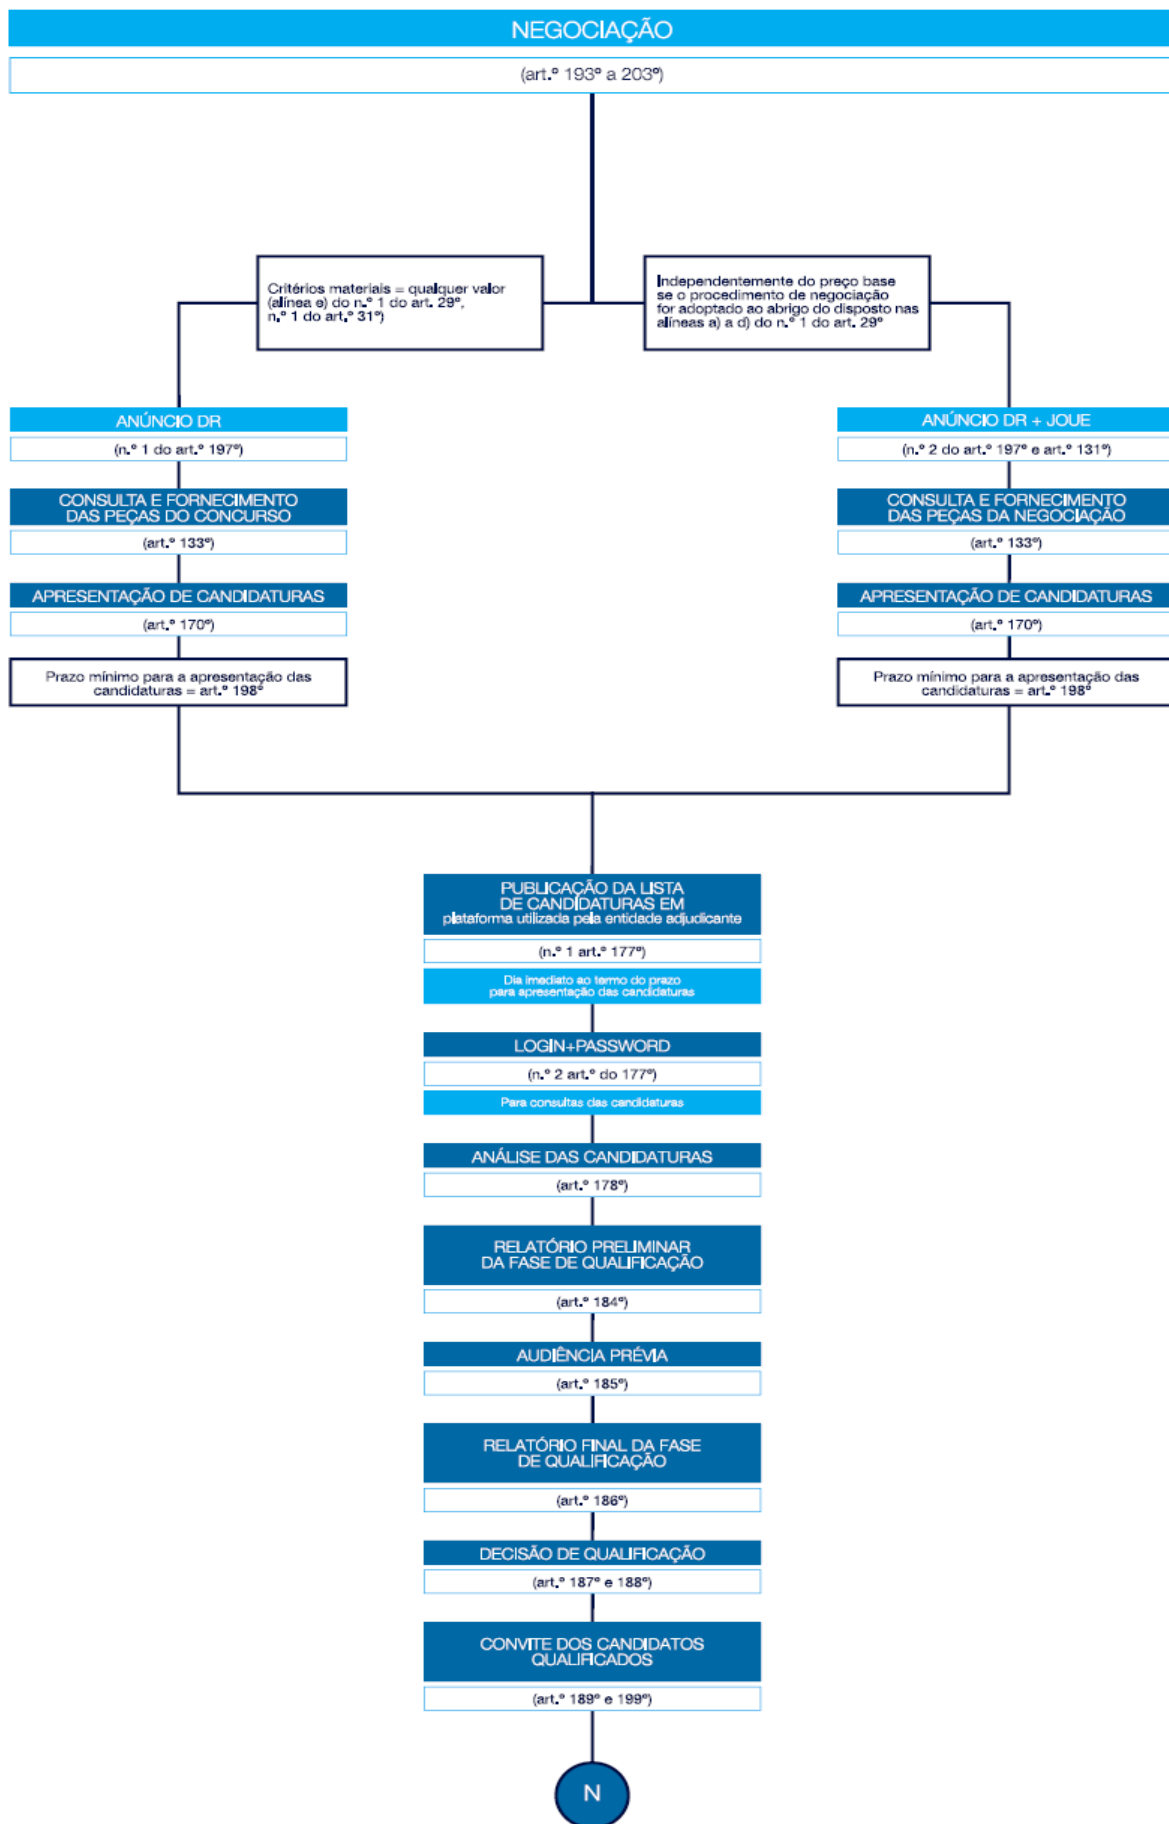 NEGOCIAÇÃO
(art.º 193º a 203º)
Critérios materiais = qualquer valor
(alínea e) do n.º 1 do art. 29º,
n.º 1 do art.º 31º)
Independentemente do preço base
se o procedimento de negociação
for adoptado ao abrigo do disposto nas
alíneas a) a d) do n.º 1 do art. 29º
ANÚNCIO DR
(n.º 1 do art.º 197º)
CONSULTA E FORNECIMENTO
DAS PEÇAS DO CONCURSO
(art.º 133º)
APRESENTAÇÃO DE CANDIDATURAS
(art.º 170º)
Prazo mínimo para a apresentação das
candidaturas = art.º 198º
ANÚNCIO DR + JOUE
(n.º 2 do art.º 197º e art.º 131º)
CONSULTA E FORNECIMENTO
DAS PEÇAS DA NEGOCIAÇÃO
(art.º 133º)
APRESENTAÇÃO DE CANDIDATURAS
(art.º 170º)
Prazo mínimo para a apresentação das
candidaturas = art.º 198º
PUBLICAÇÃO DA LISTA
DE CANDÍDATURAS EM
plataforma utilizada pela entidade adjudicante
(n.º 1 art.º 177º)
Dia imediato ao termo do prazo
para apresentação das candidaturas
LOGIN+PASSWORD
(n.º 2 art.º do 177º)
Para consultas das candidaturas
ANÁLISE DAS CANDIDATURAS
(art.º 178º)
RELATÓRIO PRELIMINAR
DA FASE DE QUALIFICAÇÃO
(art.º 184º)
AUDIÊNCIA PRÉVIA
(art.º 185º)
RELATÓRIO FINAL DA FASE
DE QUALIFICAÇÃO
(art.º 186º)
DECISÃO DE QUALIFICAÇÃO
(art.º 187º e 188º)
CONVITE DOS CANDIDATOS
QUALIFICADOS
(art.º 189º e 199º)
N